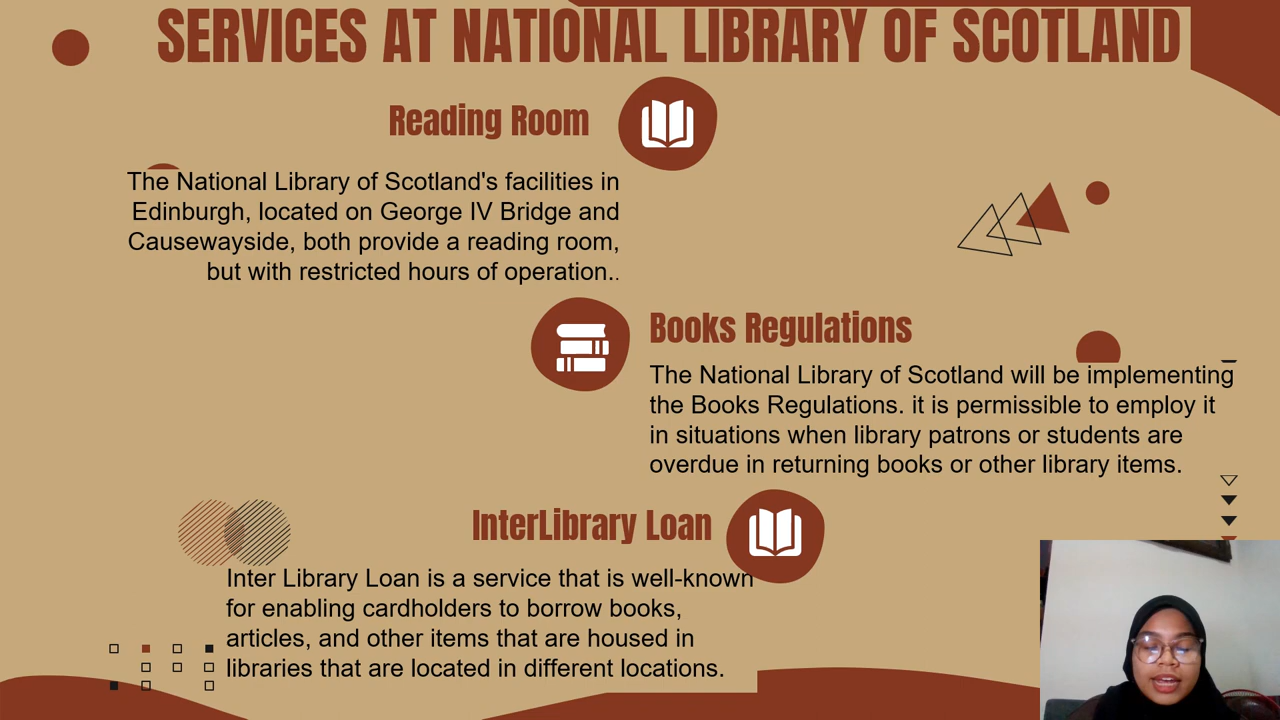 SERVICES AT NATIONAL LIBRARY OF SCOTLAND
Reading Room
The National Library of Scotland's facilities in
Edinburgh, located on George IV Bridge and
Causewayside, both provide a reading room,
but with restricted hours of operation..
Books Regulations
The National Library of Scotland will be implementing
the Books Regulations. it is permissible to employ it
in situations when library patrons or students are
overdue in returning books or other library items.
InterLibrary Loan
Inter Library Loan is a service that is well-known
for enabling cardholders to borrow books,
articles, and other items that are housed in
libraries that are located in different locations.